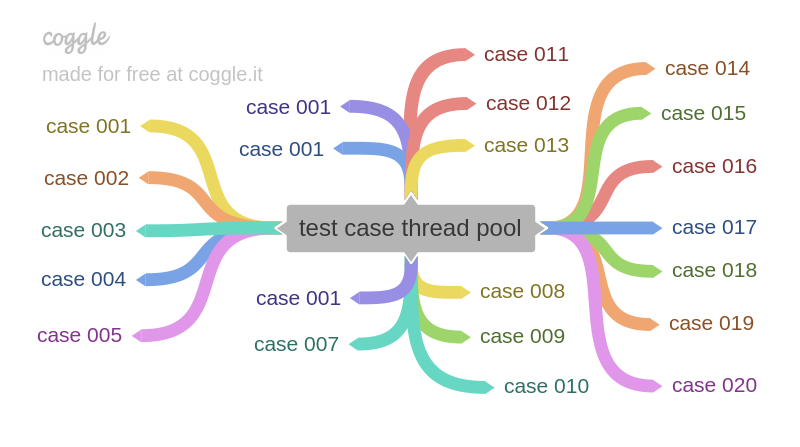 coggle
made for free at coggle.it
case 001
case 002
case 003
case 004
case 005
case 001
case 001
case 011
case 012
case 013
test case thread pool
case 001
case 007
case 008
case 009
case 010
case 014
case 015
case 016
case 017
case 018
case 019
case 020